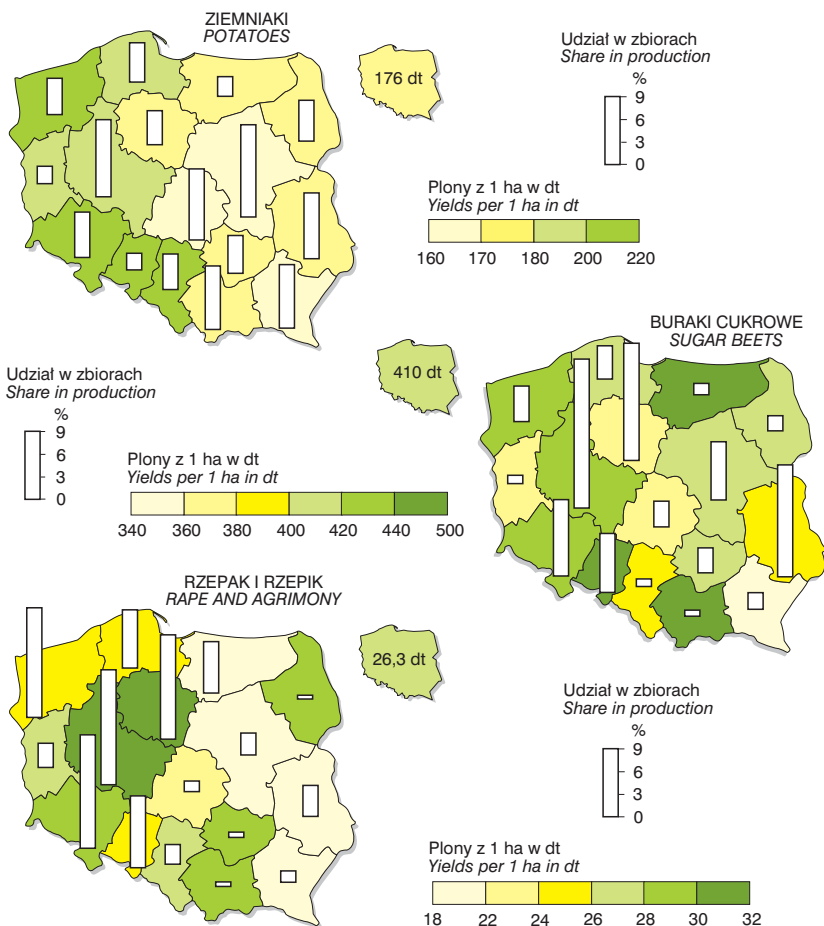 ZIEMNIAKI
POTATOES
176 dt
Udział w zbiorach
Share in production
%
9
6
3
0
Plony z 1 ha w dt
Yields per 1 ha in dt
160 170 180 200 220
BURAKI CUKROWE
SUGAR BEETS
410 dt
Udział w zbiorach
Share in production
%
9
6
3
0
Plony z 1 ha w dt
Yields per 1 ha in dt
340 360 380 400 420 440 500
RZEPAK I RZEPIK
RAPE AND AGRIMONY
26,3 dt
Udział w zbiorach
Share in production
%
9
6
3
0
Plony z 1 ha w dt
Yields per 1 ha in dt
18 22 24 26 28 30 32